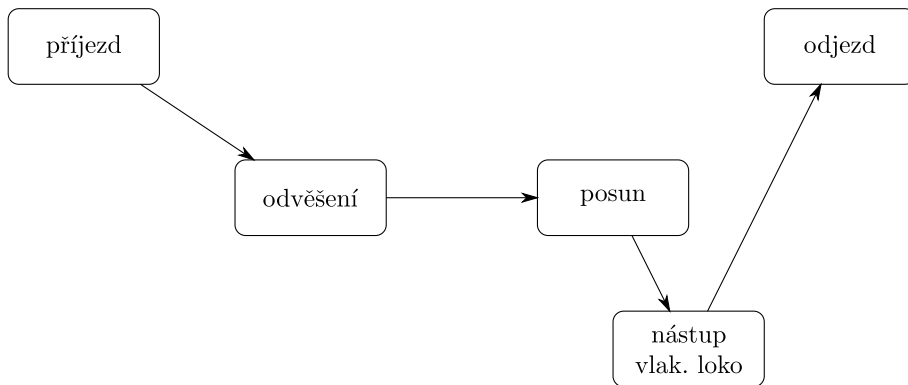 příjezd
odjezd
odvěšení
posun
nástup
vlak. loko